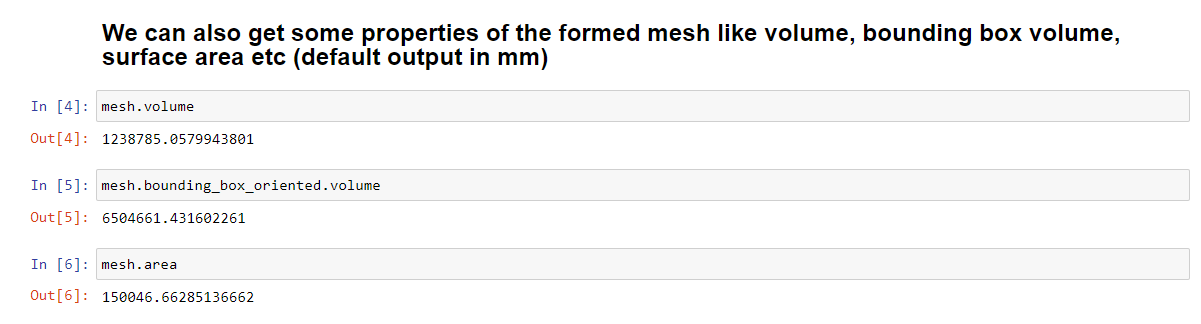 We can also get some properties of the formed mesh like volume, bounding box volume,
surface area etc (default output in mm)
In [4]: mesh.volume
Out[4]: 1238785.0579943801
In [5]: mesh.bounding_box_oriented.volume
Out[5]: 6504661.431602261
In [6]: mesh.area
Out[6]: 150046.66285136662